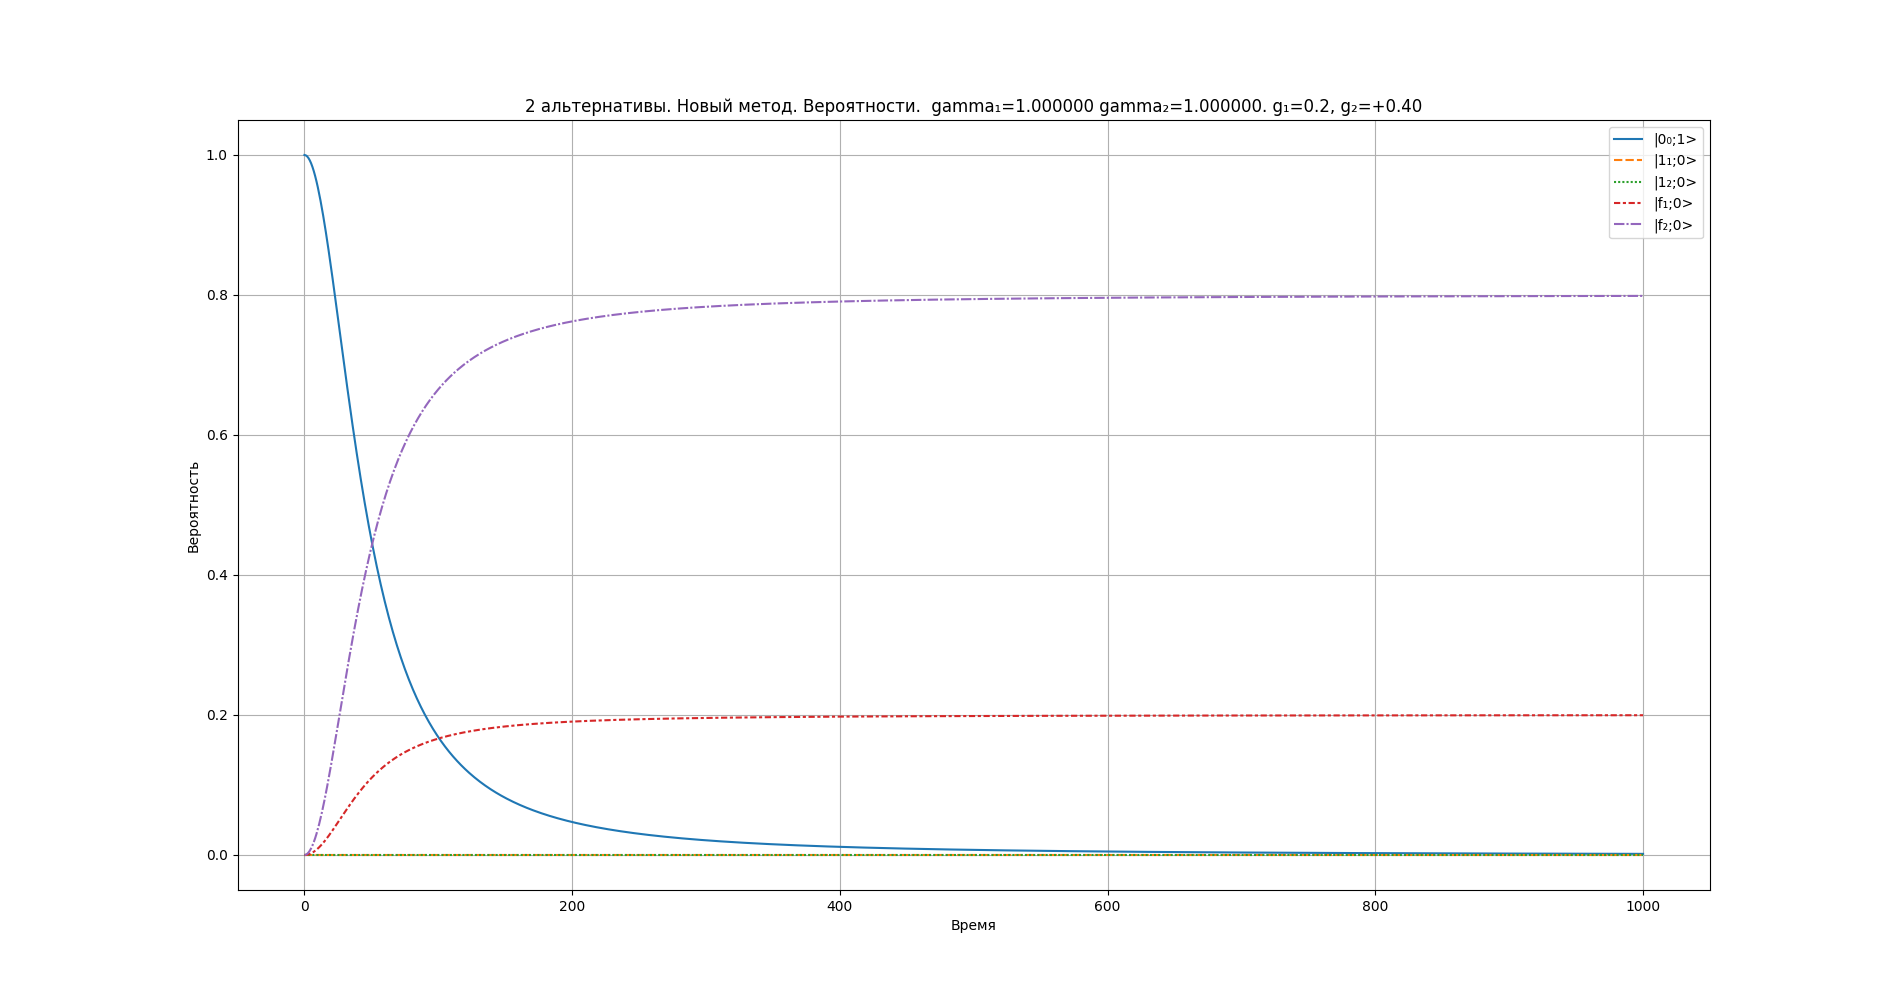 2 альтернативы. Новый метод. Вероятности.  gamma₁=1.000000 gamma₂=1.000000. g₁=0.2, g₂=+0.40
|0₀;1>
|1₁;0>
|1₂;0>
|f₁;0>
|f₂;0>
Вероятность
1.0
0.8
0.6
0.4
0.2
0.0
0 200 400 600 800 1000
Время